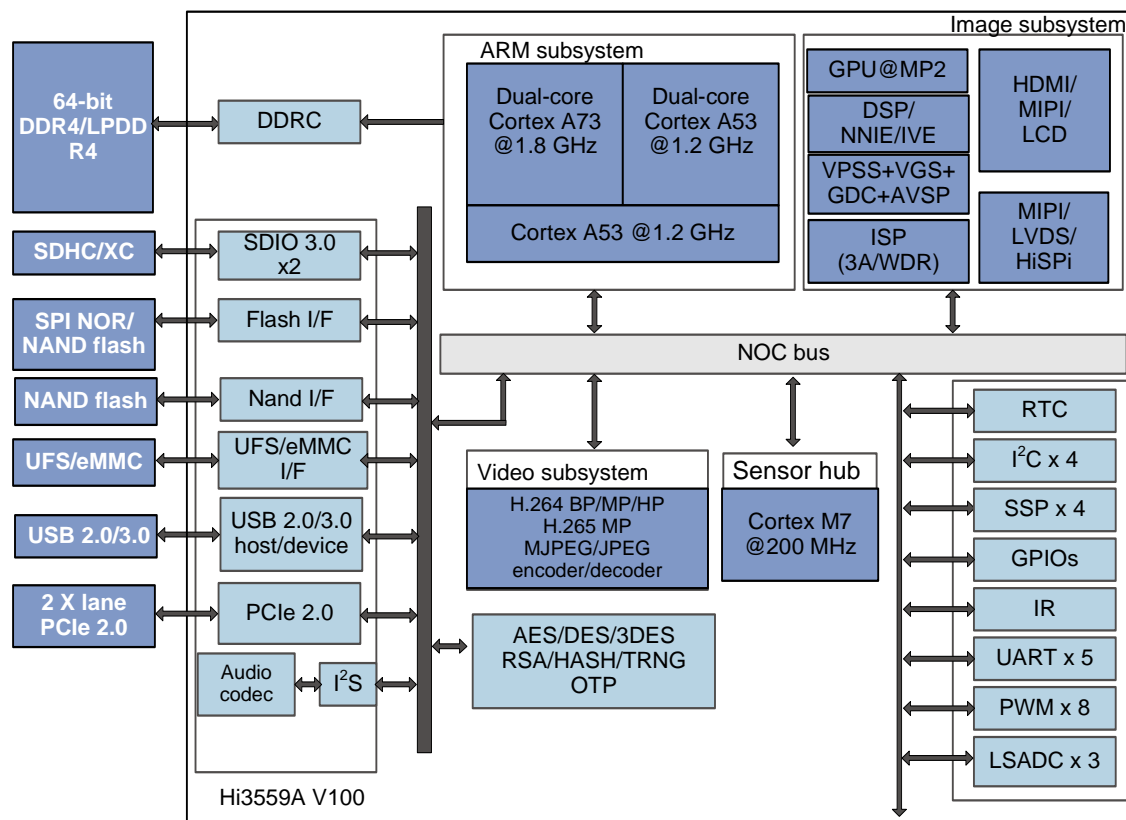 Image subsystem
ARM subsystem
64-bit
DDR4/LPDD
R4
DDRC
Dual-core
Cortex A73
@1.8 GHz
Dual-core
Cortex A53
@1.2 GHz
Cortex A53 @1.2 GHz
GPU@MP2
DSP/
NNIE/IVE
VPSS+VGS+
GDC+AVSP
ISP
(3A/WDR)
HDMI/
MIPI/
LCD
MIPI/
LVDS/
HiSPi
SDHC/XC
SDIO 3.0
x2
SPI NOR/
NAND flash
Flash I/F
NOC bus
NAND flash
Nand I/F
UFS/eMMC
UFS/eMMC
I/F
USB 2.0/3.0
USB 2.0/3.0
host/device
2 X lane
PCIe 2.0
PCIe 2.0
Audio
codec
I²S
Video subsystem
H.264 BP/MP/HP
H.265 MP
MJPEG/JPEG
encoder/decoder
Sensor hub
Cortex M7
@200 MHz
AES/DES/3DES
RSA/HASH/TRNG
OTP
RTC
I²C x 4
SSP x 4
GPIOs
IR
UART x 5
PWM x 8
LSADC x 3
Hi3559A V100